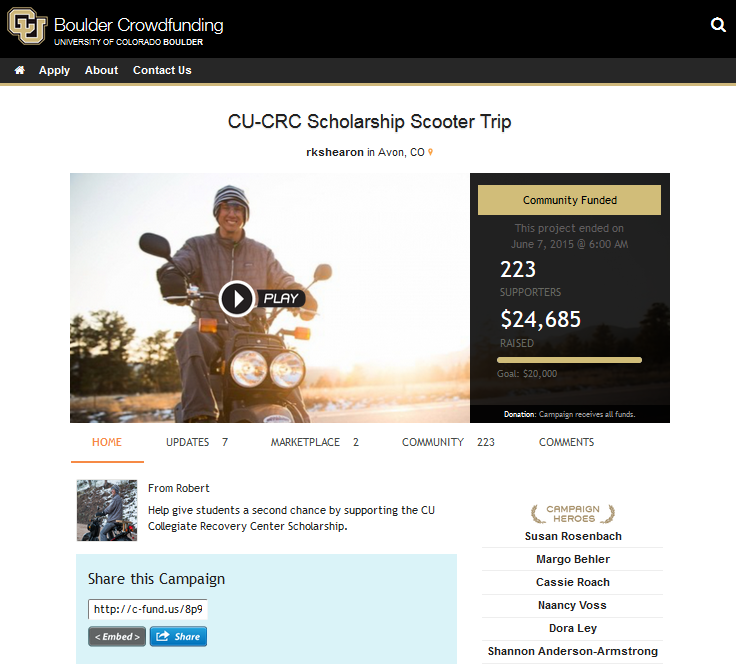 CU
Boulder Crowdfunding
UNIVERSITY OF COLORADO BOULDER
Apply About Contact Us
CU-CRC Scholarship Scooter Trip
rkshearon in Avon, CO
PLAY
Community Funded
This project ended on
June 7, 2015 @ 6:00 AM
223
SUPPORTERS
$24,685
RAISED
Goal: $20,000
Donation: Campaign receives all funds.
HOME UPDATES 7 MARKETPLACE 2 COMMUNITY 223 COMMENTS
From Robert
Help give students a second chance by supporting the CU
Collegiate Recovery Center Scholarship.
Share this Campaign
http://c-fund.us/8p9
< Embed > Share
CAMPAIGN
HEROES
Susan Rosenbach
Margo Behler
Cassie Roach
Naancy Voss
Dora Ley
Shannon Anderson-Armstrong